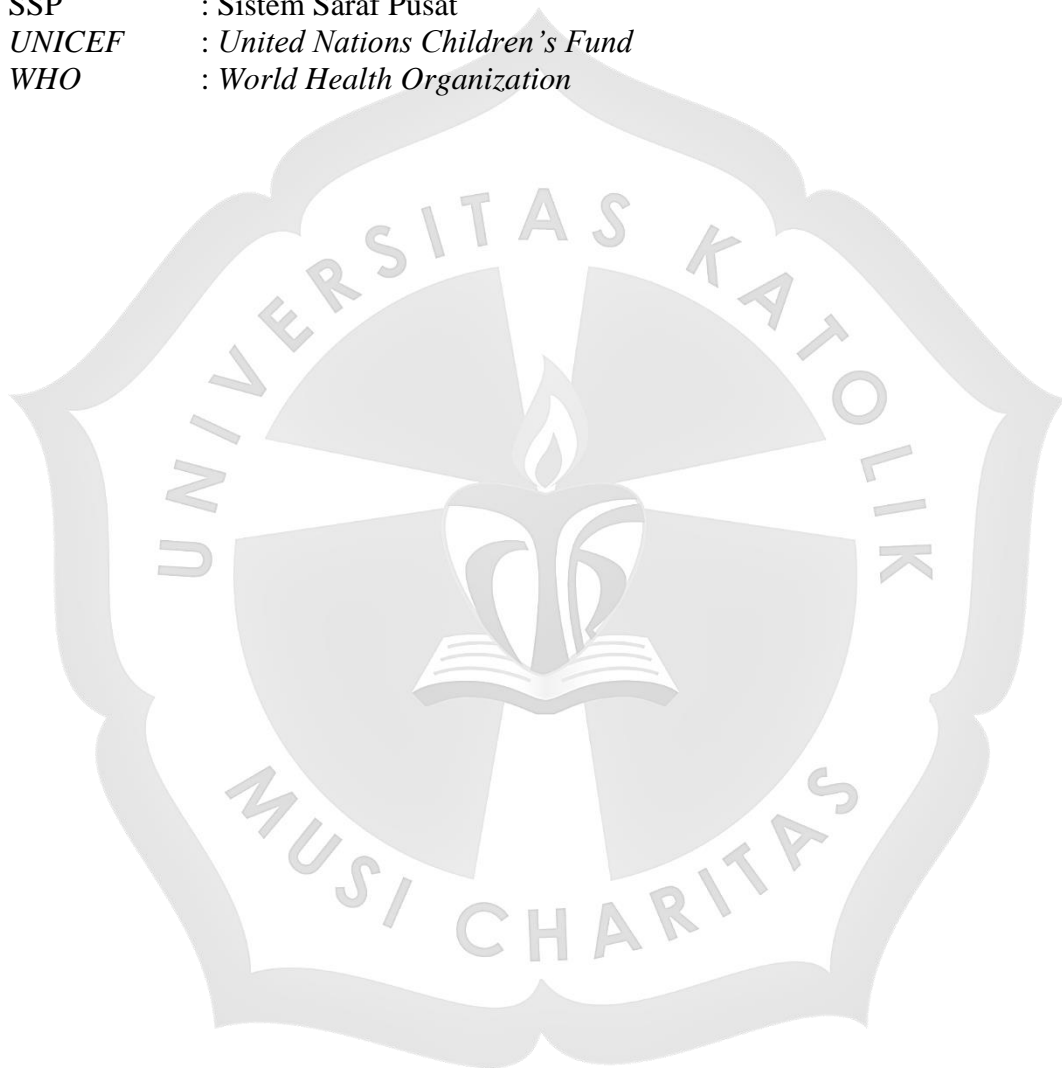 SSP : Sistem Saraf Pusat
UNICEF : United Nations Children's Fund
WHO : World Health Organization
UNIVERSITAS KATOLIK
MUSI CHARITAS